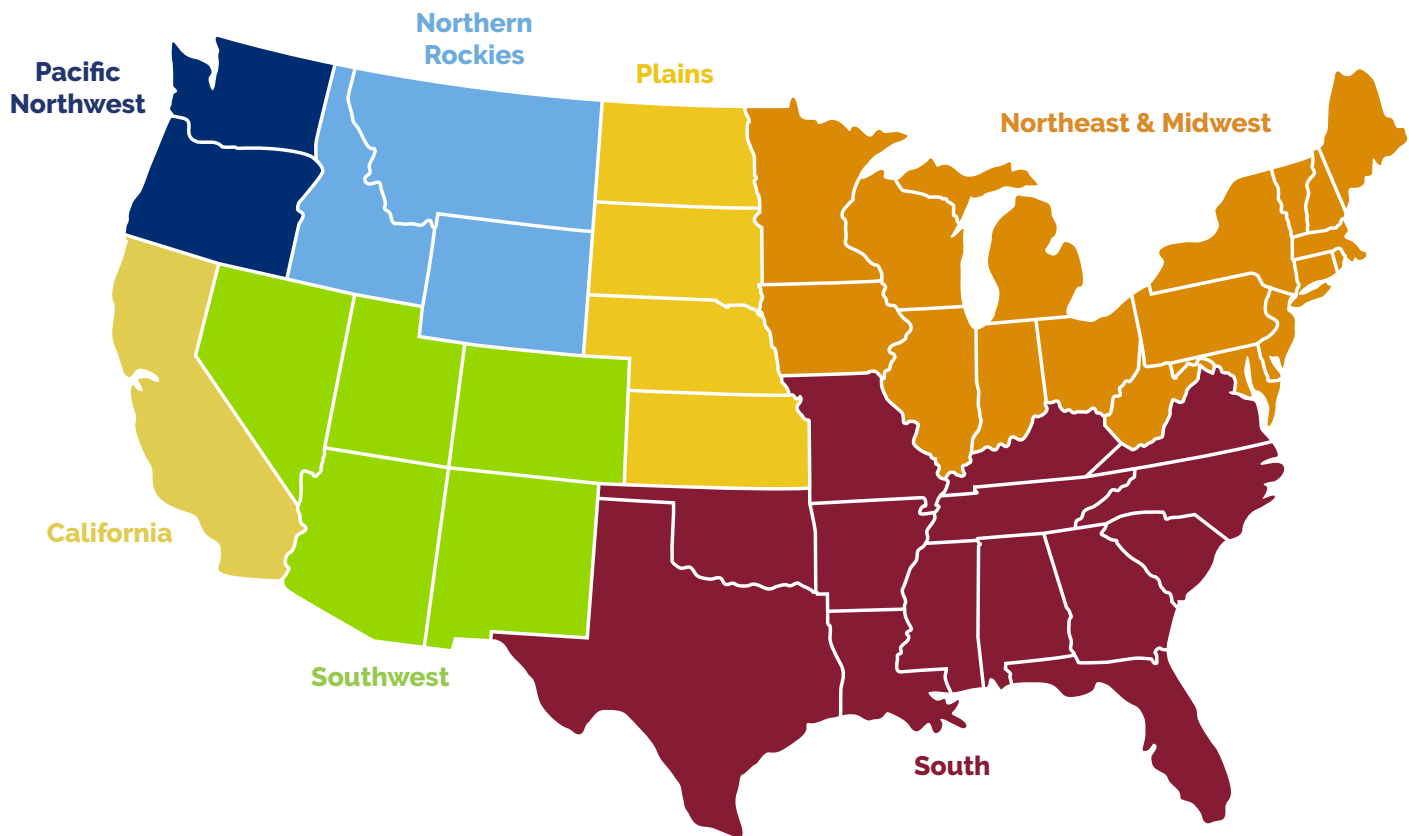 Northern
Rockies
Pacific
Northwest
Plains
Northeast & Midwest
California
Southwest
South